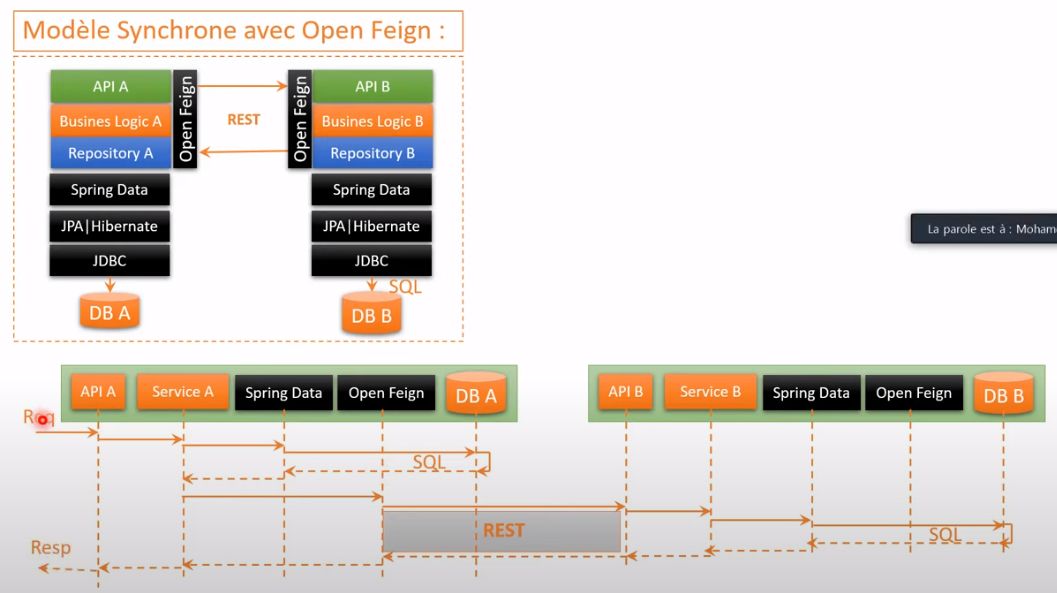 Modèle Synchrone avec Open Feign :
API A
Open Feign
Open Feign
API B
Busines Logic A
REST
Busines Logic B
Repository A
Repository B
Spring Data
Spring Data
JPA|Hibernate
JPA|Hibernate
JDBC
JDBC
SQL
DB A
DB B
La parole est à : Moham
API A
Service A
Spring Data
Open Feign
DB A
API B
Service B
Spring Data
Open Feign
DB B
Req
SQL
REST
SQL
Resp